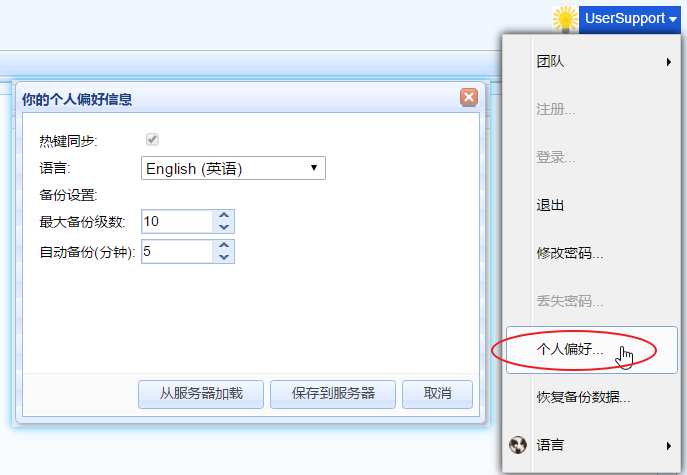 UserSupport
你的个人偏好信息
热键同步:
语言: English (英语)
备份设置:
最大备份级数: 10
自动备份(分钟): 5
从服务器加载 保存到服务器 取消
团队
注册...
登录...
退出
修改密码...
丢失密码...
个人偏好...
恢复备份数据...
语言